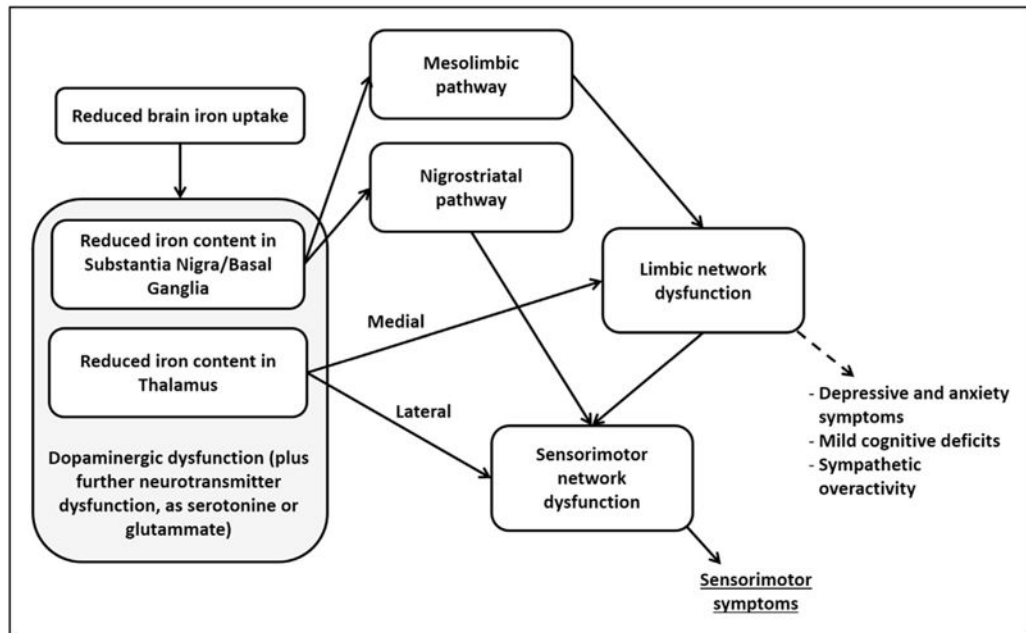 Reduced brain iron uptake
Reduced iron content in
Substantia Nigra/Basal
Ganglia
Reduced iron content in
Thalamus
Dopaminergic dysfunction (plus
further neurotransmitter
dysfunction, as serotonine or
glutammate)
Mesolimbic
pathway
Nigrostriatal
pathway
Medial
Lateral
Limbic network
dysfunction
Sensorimotor
network
dysfunction
- Depressive and anxiety
symptoms
- Mild cognitive deficits
- Sympathetic
overactivity
Sensorimotor
symptoms